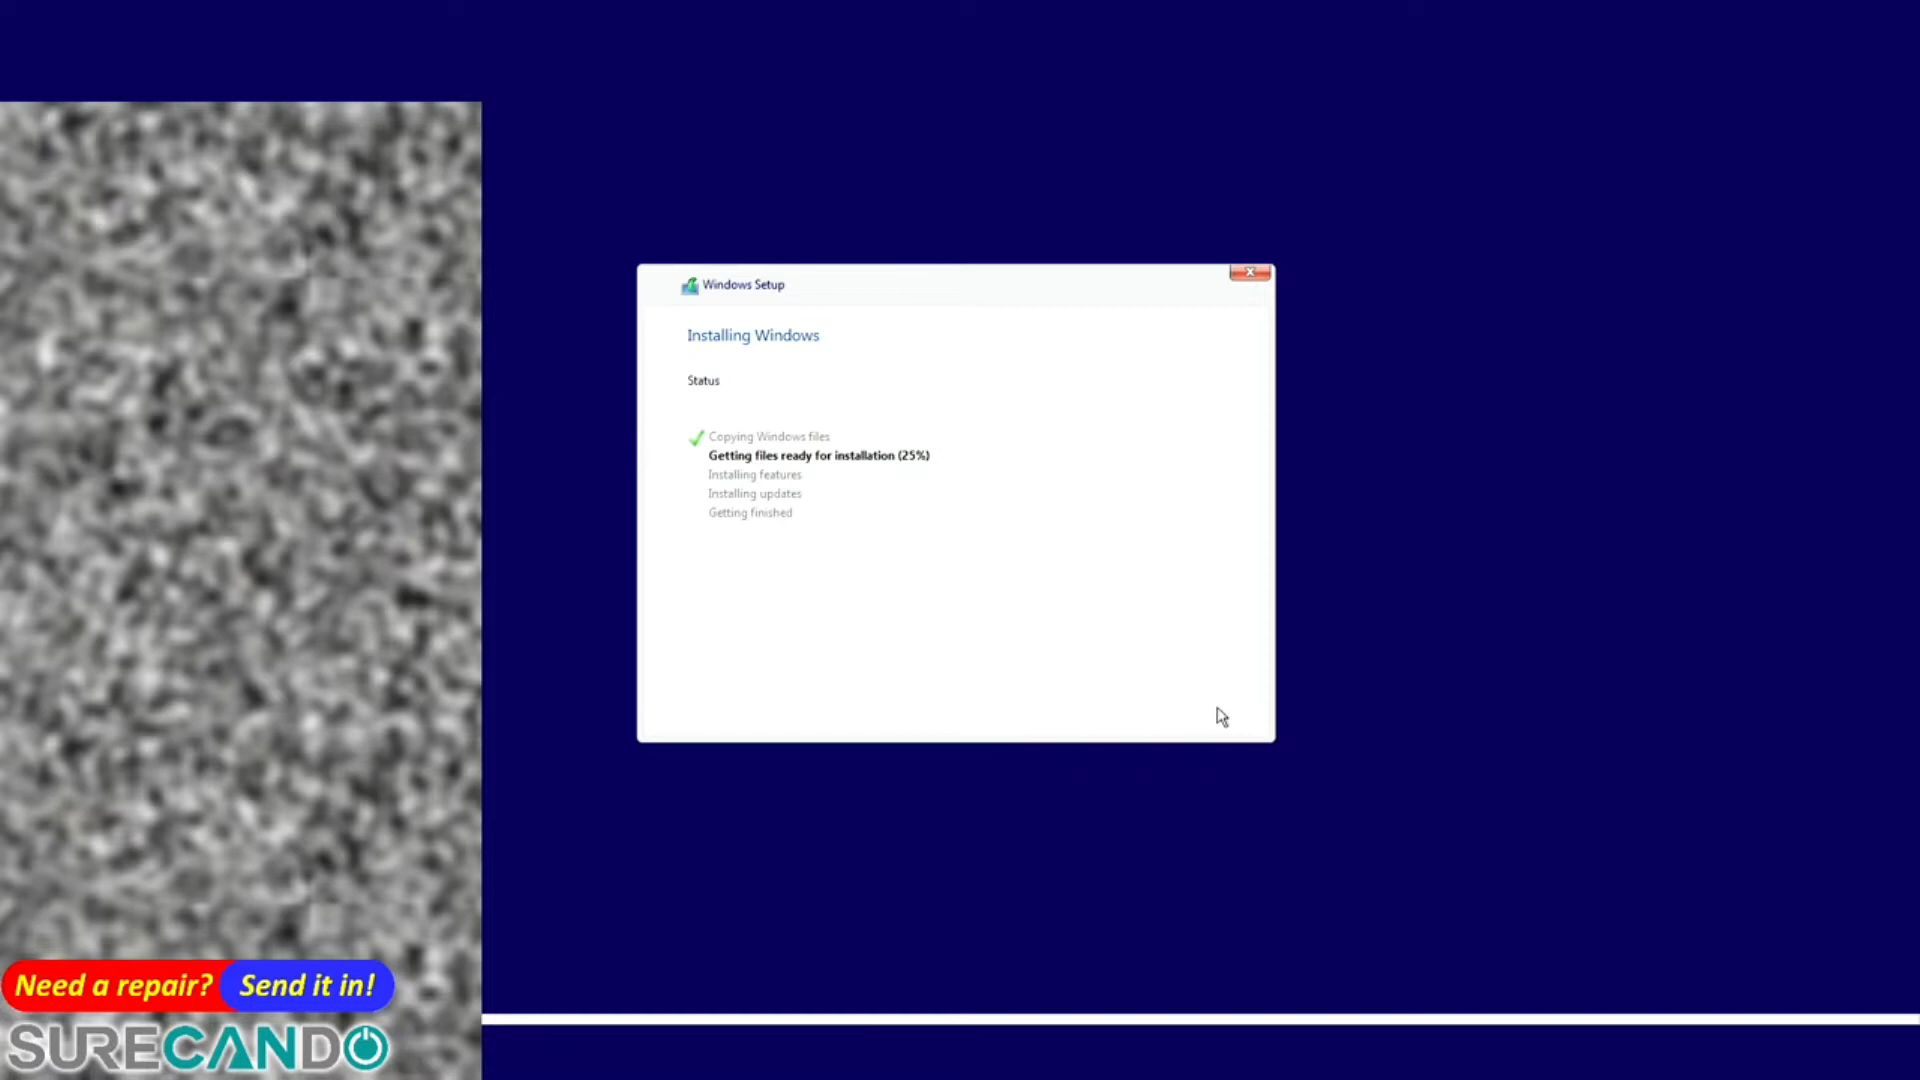 Windows Setup
Installing Windows
Status
Copying Windows files
Getting files ready for installation (25%)
Installing features
Installing updates
Getting finished
Need a repair? Send it in!
SURECANDO